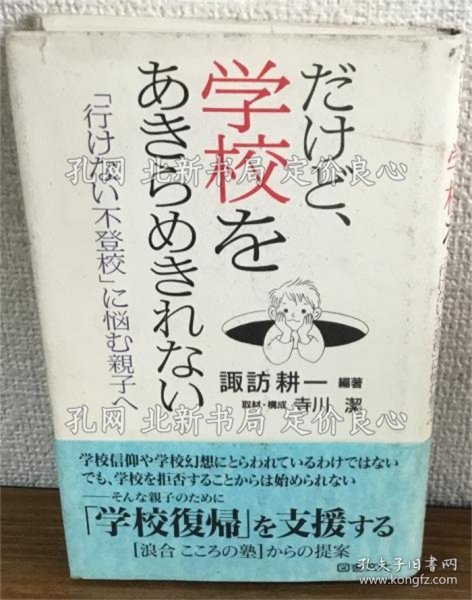 だけど、
学校を
あきらめきれない
「行けない不登校」に悩む親子へ
諏訪耕一 編著
取材・構成 寺川 潔
学校信仰や学校幻想にとらわれているわけではない
でも、学校を拒否することからは始められない
──そんな親子のために
「学校復帰」を支援する
[浪合 こころの塾]からの提案
孔网 北新书局 定价良心
孔网 北新书局 定价良心
孔夫子旧书网
www.kongfz.com